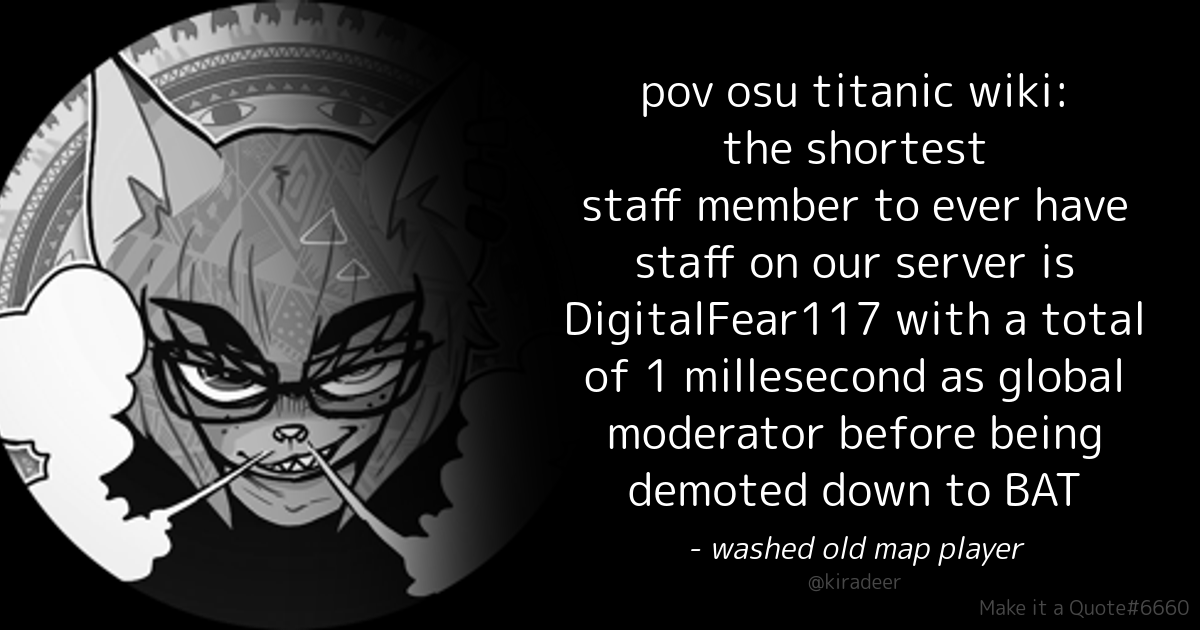 pov osu titanic wiki:
the shortest
staff member to ever have
staff on our server is
DigitalFear117 with a total
of 1 millesecond as global
moderator before being
demoted down to BAT
- washed old map player
@kiradeer
Make it a Quote#6660